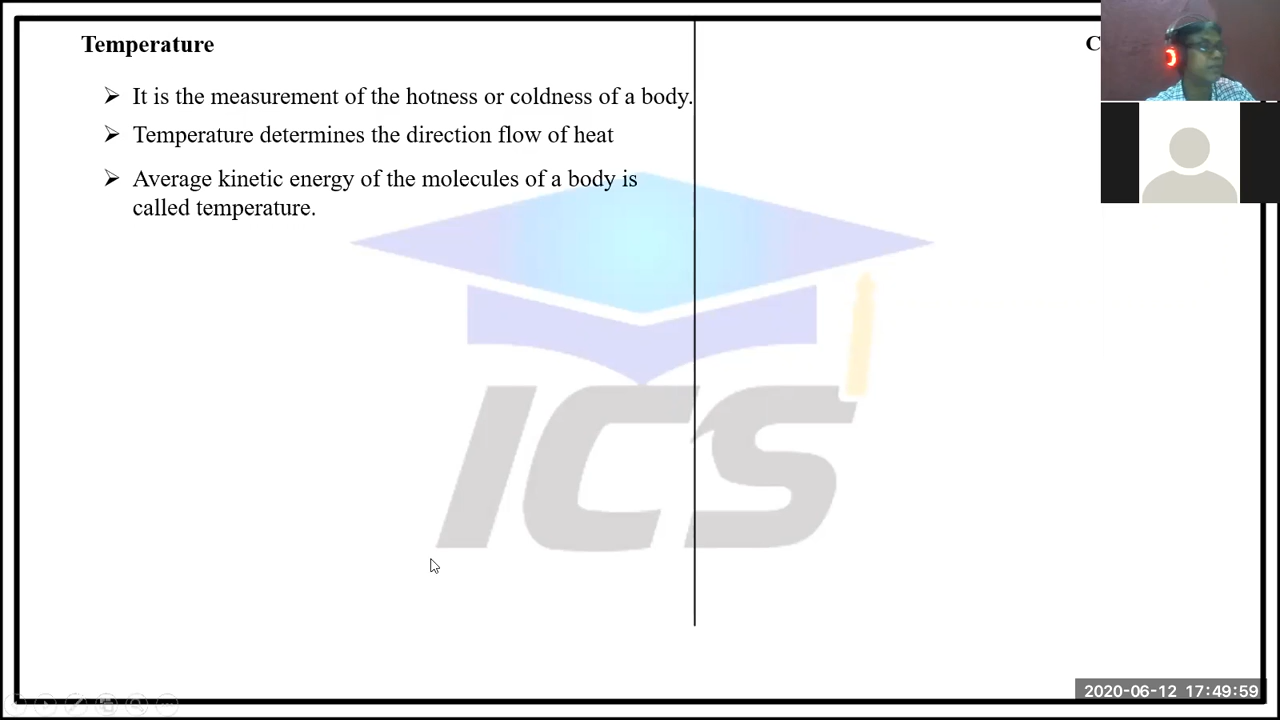 Temperature
C
➢ It is the measurement of the hotness or coldness of a body.
➢ Temperature determines the direction flow of heat
➢ Average kinetic energy of the molecules of a body is
called temperature.
ICS
2020-06-12 17:49:59